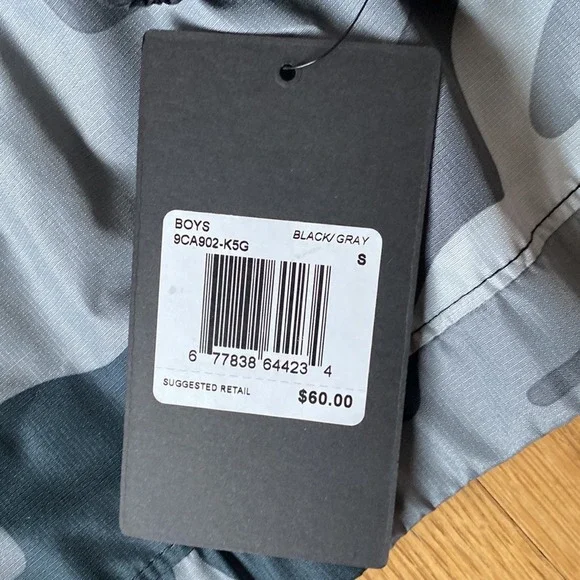 BOYS
9CA902-K5G
BLACK/GRAY
S
6 77838 64423 4
SUGGESTED RETAIL
$60.00